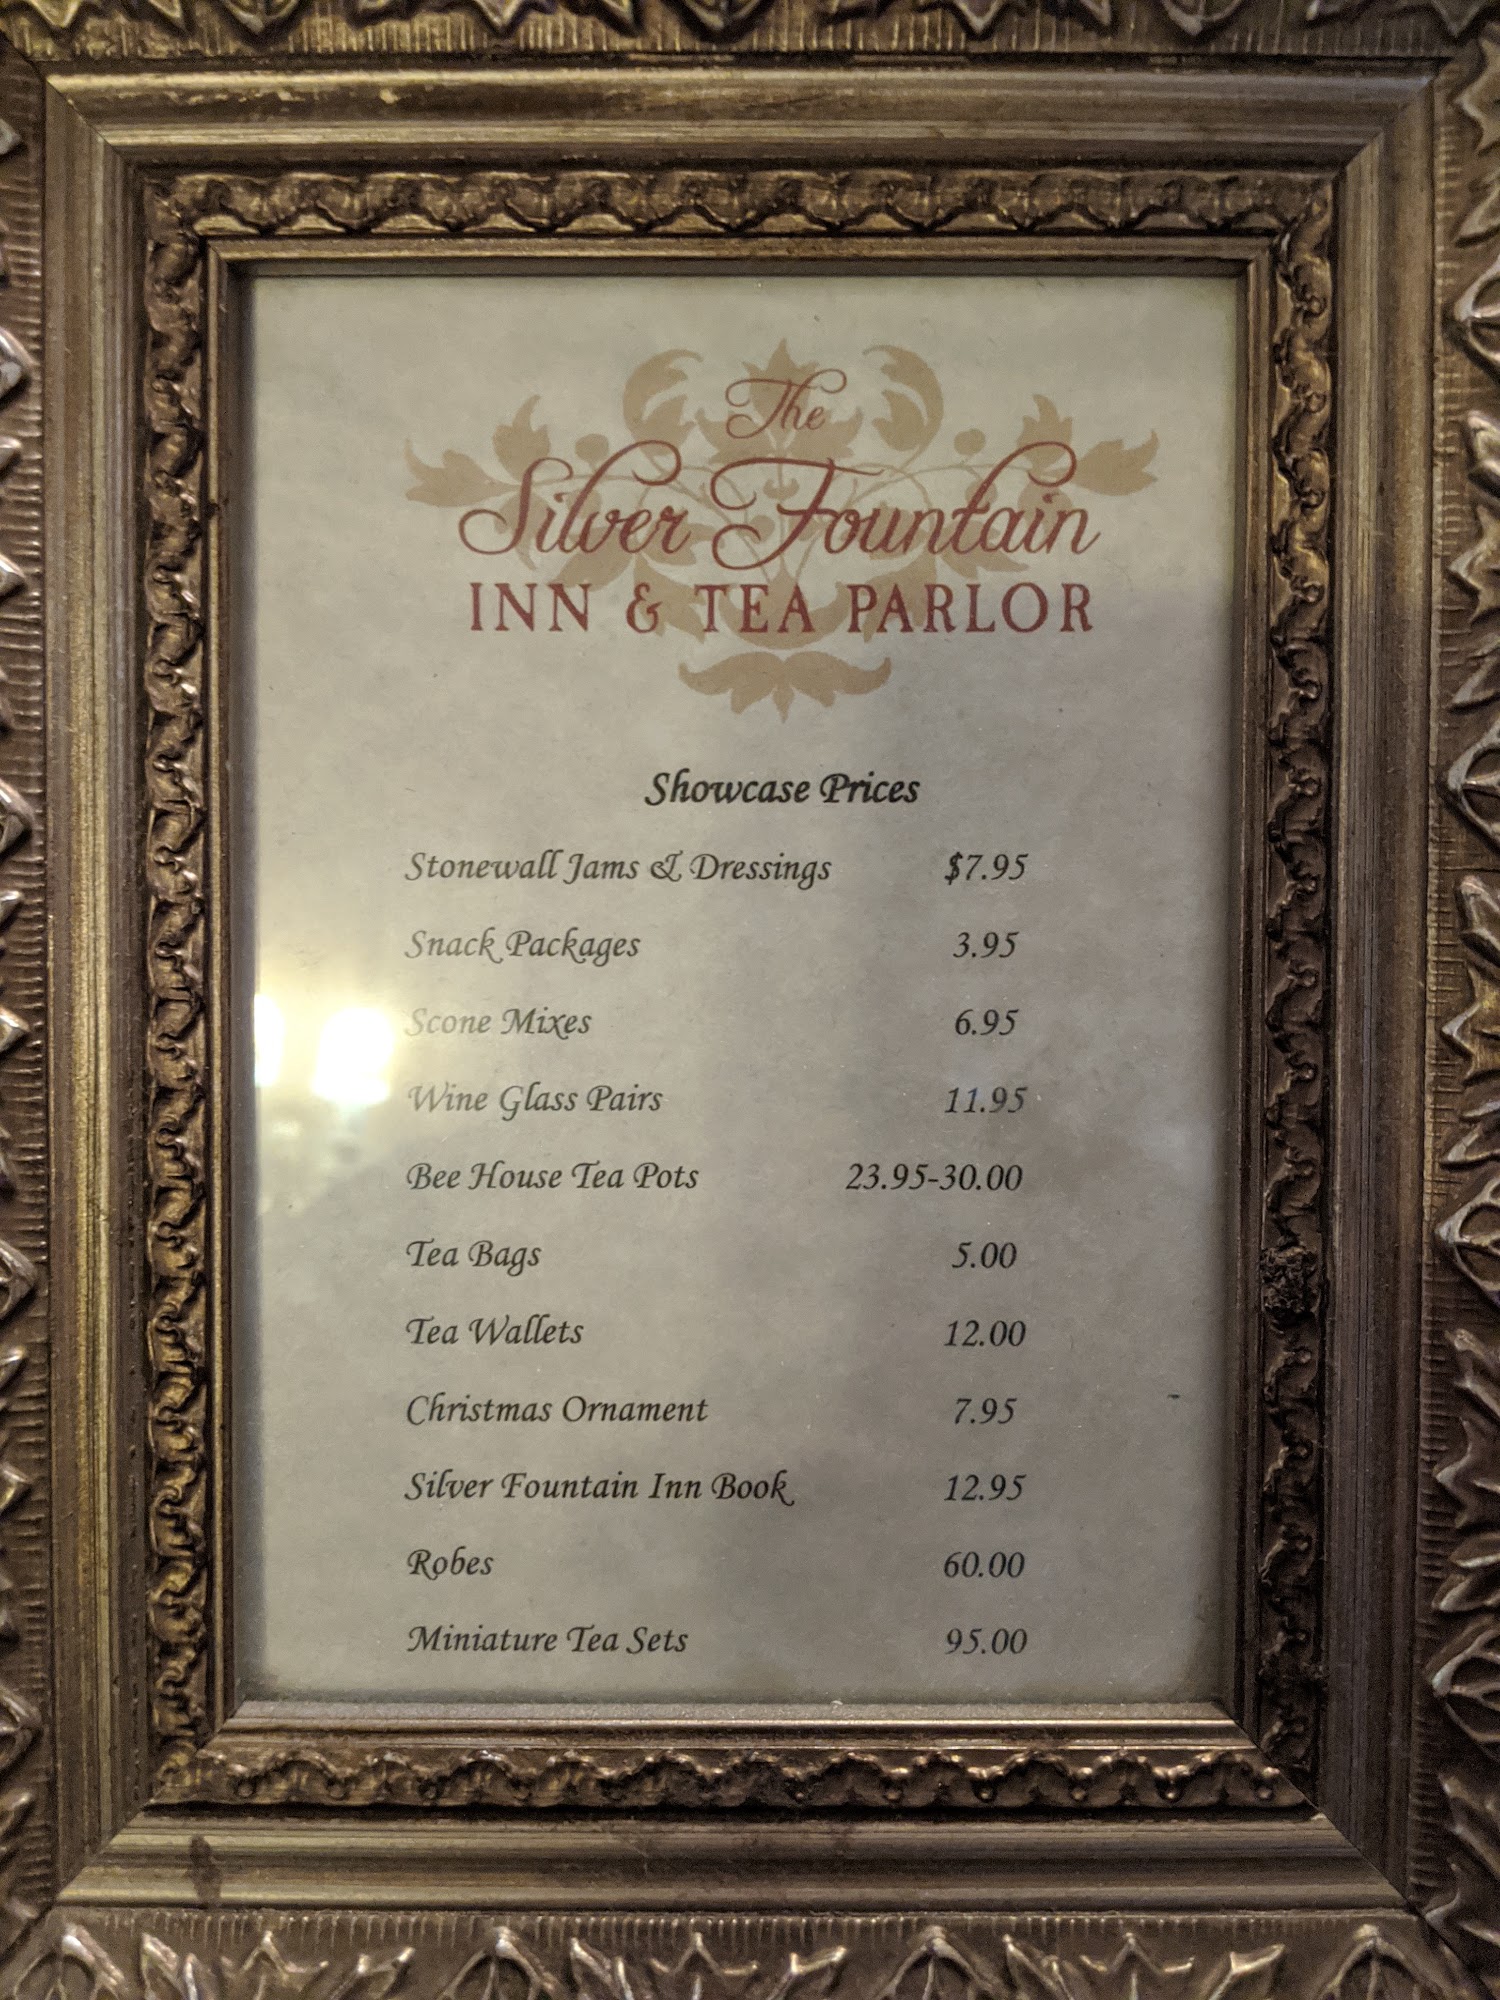 The
Silver Fountain
INN & TEA PARLOR
Showcase Prices
Stonewall Jams & Dressings $7.95
Snack Packages 3.95
Scone Mixes 6.95
Wine Glass Pairs 11.95
Bee House Tea Pots 23.95-30.00
Tea Bags 5.00
Tea Wallets 12.00
Christmas Ornament 7.95
Silver Fountain Inn Book 12.95
Robes 60.00
Miniature Tea Sets 95.00